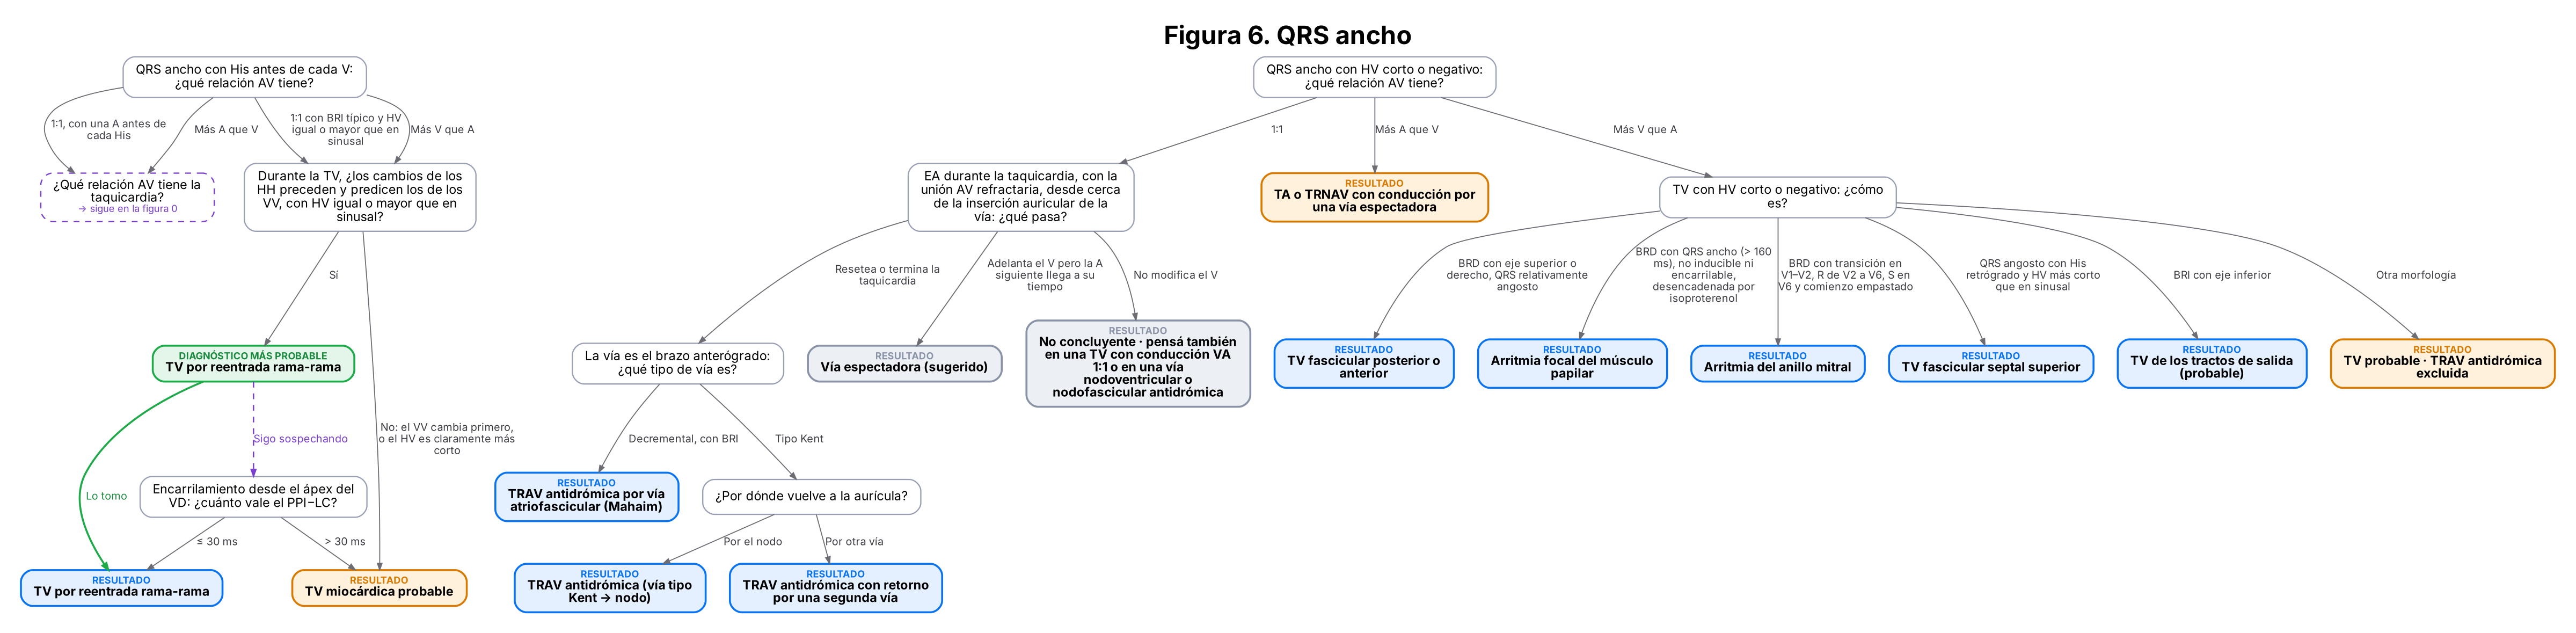 Figura 6. QRS ancho
QRS ancho con His antes de cada V:
¿qué relación AV tiene?
1:1, con una A antes de
cada His
Más A que V
1:1 con BRI típico y HV
igual o mayor que en
sinusal
Más V que A
¿Qué relación AV tiene la
taquicardia?
→ sigue en la figura 0
Durante la TV, ¿los cambios de los
HH preceden y predicen los de los
VV, con HV igual o mayor que en
sinusal?
Sí
DIAGNÓSTICO MÁS PROBABLE
TV por reentrada rama-rama
Sigo sospechando
No: el VV cambia primero,
o el HV es claramente más
corto
Lo tomo
Encarrilamiento desde el ápex del
VD: ¿cuánto vale el PPI−LC?
≤ 30 ms
> 30 ms
RESULTADO
TV por reentrada rama-rama
RESULTADO
TV miocárdica probable
QRS ancho con HV corto o negativo:
¿qué relación AV tiene?
1:1
Más A que V
Más V que A
EA durante la taquicardia, con la
unión AV refractaria, desde cerca
de la inserción auricular de la
vía: ¿qué pasa?
RESULTADO
TA o TRNAV con conducción por
una vía espectadora
TV con HV corto o negativo: ¿cómo
es?
Resetea o termina la
taquicardia
Adelanta el V pero la A
siguiente llega a su
tiempo
No modifica el V
La vía es el brazo anterógrado:
¿qué tipo de vía es?
RESULTADO
Vía espectadora (sugerido)
RESULTADO
No concluyente · pensá también
en una TV con conducción VA
1:1 o en una vía
nodoventricular o
nodofascicular antidrómica
Decremental, con BRI
Tipo Kent
RESULTADO
TRAV antidrómica por vía
atriofascicular (Mahaim)
¿Por dónde vuelve a la aurícula?
Por el nodo
Por otra vía
RESULTADO
TRAV antidrómica (vía tipo
Kent → nodo)
RESULTADO
TRAV antidrómica con retorno
por una segunda vía
BRD con eje superior o
derecho, QRS relativamente
angosto
BRD con QRS ancho (> 160
ms), no inducible ni
encarrilable,
desencadenada por
isoproterenol
BRD con transición en
V1–V2, R de V2 a V6, S en
V6 y comienzo empastado
QRS angosto con His
retrógrado y HV más corto
que en sinusal
BRI con eje inferior
Otra morfología
RESULTADO
TV fascicular posterior o
anterior
RESULTADO
Arritmia focal del músculo
papilar
RESULTADO
Arritmia del anillo mitral
RESULTADO
TV fascicular septal superior
RESULTADO
TV de los tractos de salida
(probable)
RESULTADO
TV probable · TRAV antidrómica
excluida